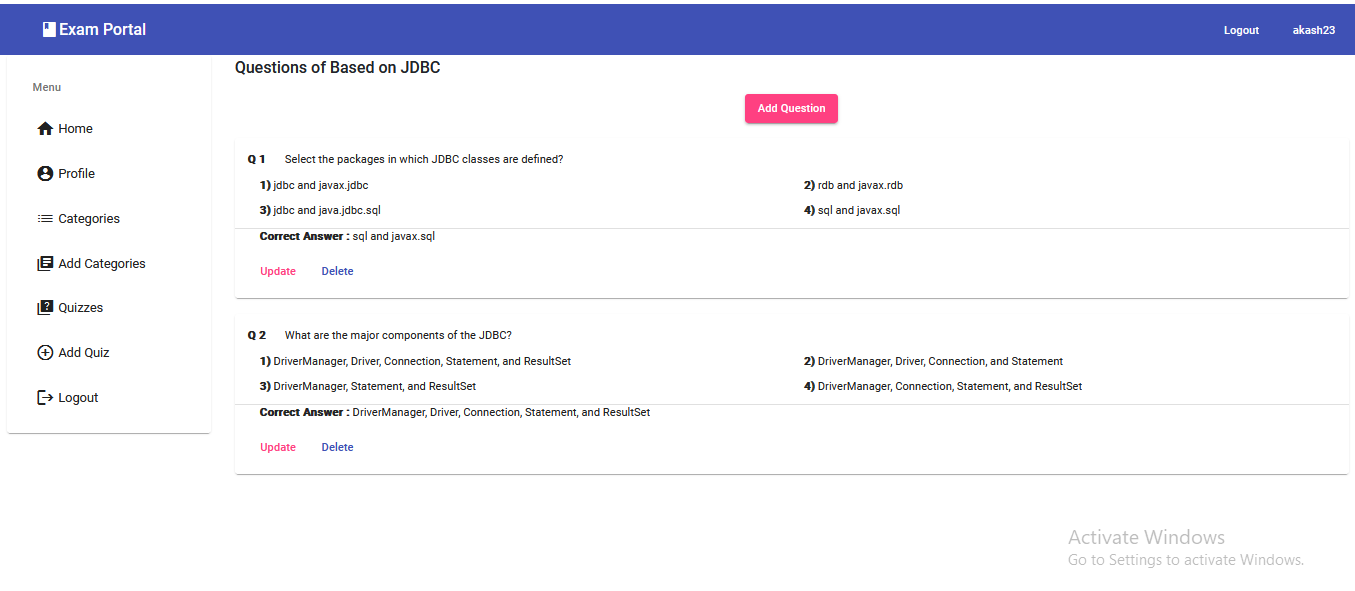 Exam Portal
Logout akash23
Menu
Home
Profile
Categories
Add Categories
Quizzes
Add Quiz
Logout
Questions of Based on JDBC
Add Question
Q 1 Select the packages in which JDBC classes are defined?
1) jdbc and javax.jdbc 2) rdb and javax.rdb
3) jdbc and java.jdbc.sql 4) sql and javax.sql
Correct Answer : sql and javax.sql
Update Delete
Q 2 What are the major components of the JDBC?
1) DriverManager, Driver, Connection, Statement, and ResultSet 2) DriverManager, Driver, Connection, and Statement
3) DriverManager, Statement, and ResultSet 4) DriverManager, Connection, Statement, and ResultSet
Correct Answer : DriverManager, Driver, Connection, Statement, and ResultSet
Update Delete
Activate Windows
Go to Settings to activate Windows.